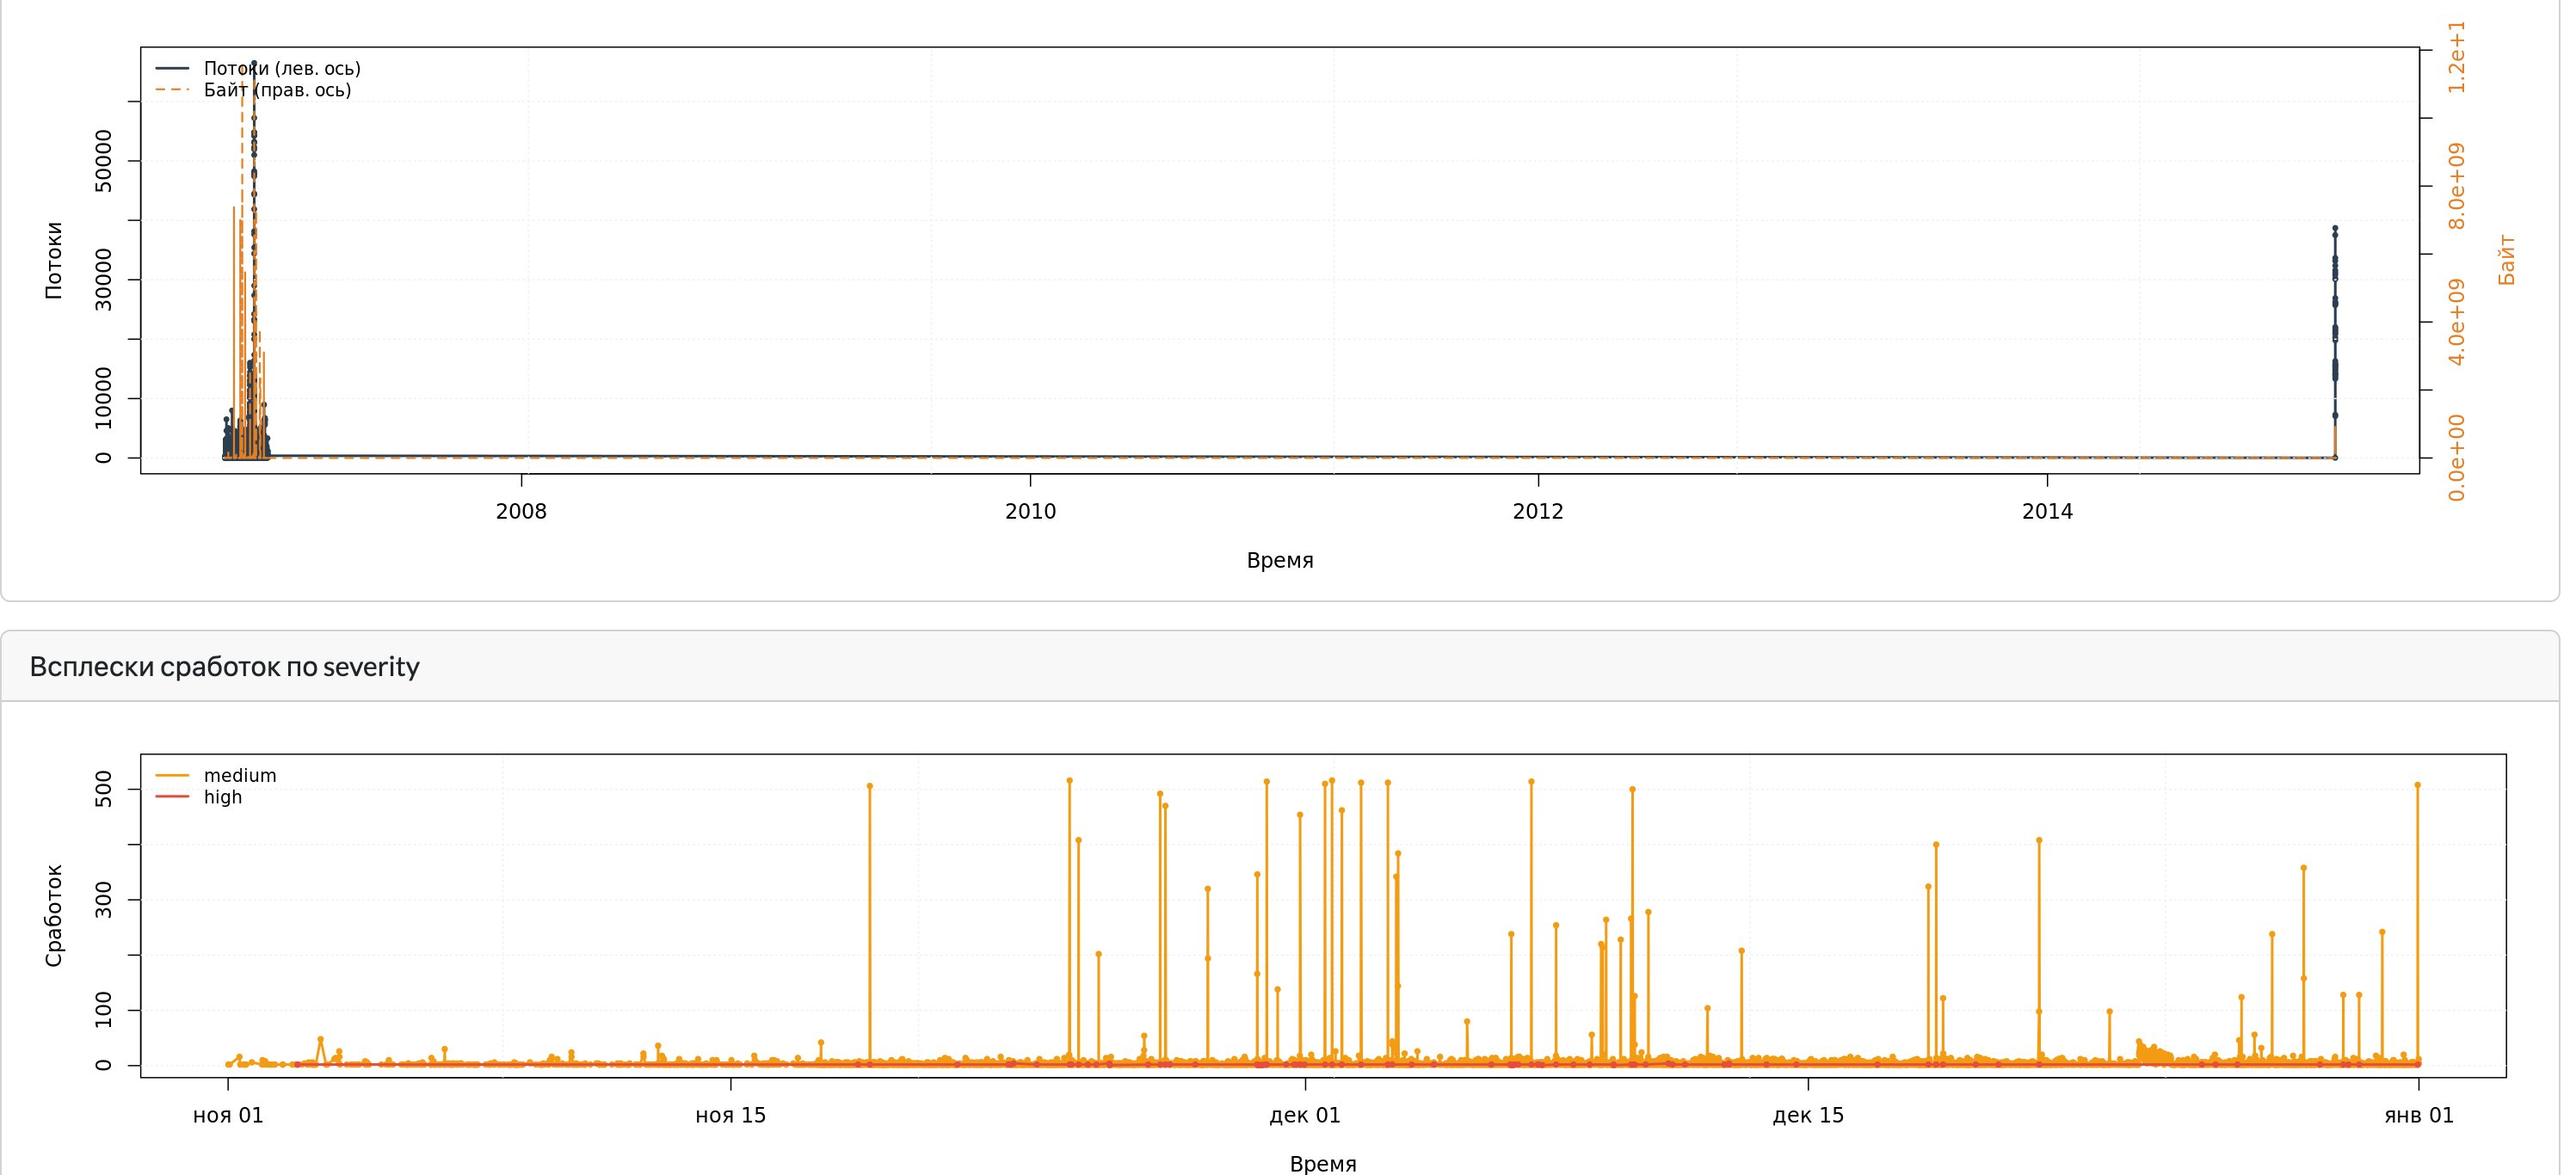 Потоки (лев. ось)
Байт (прав. ось)
Потоки
0
10000
30000
50000
0.0e+00
4.0e+09
8.0e+09
1.2e+1
Байт
2008
2010
2012
2014
Время
Всплески сработок по severity
medium
high
Сработок
0
100
300
500
ноя 01
ноя 15
дек 01
дек 15
янв 01
Время